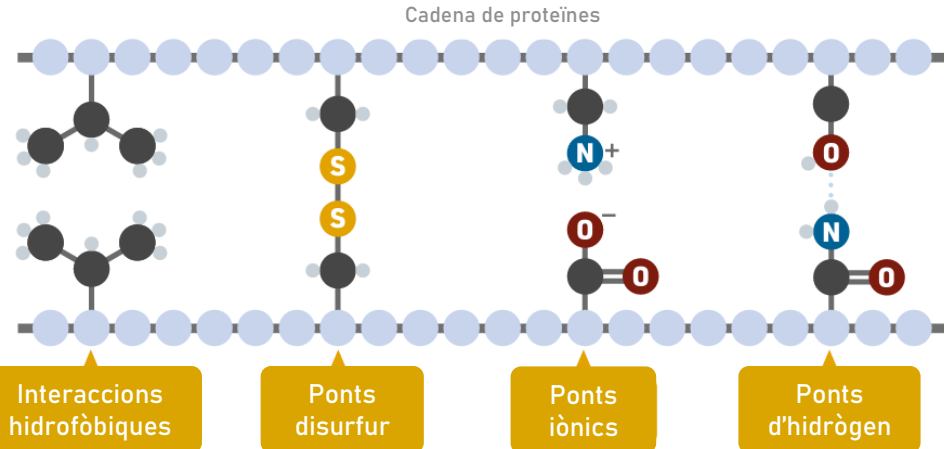 Cadena de proteïnes
S
S
N+
O−
O
O
N
O
Interaccions
hidrofòbiques
Ponts
disurfur
Ponts
iònics
Ponts
d'hidrògen